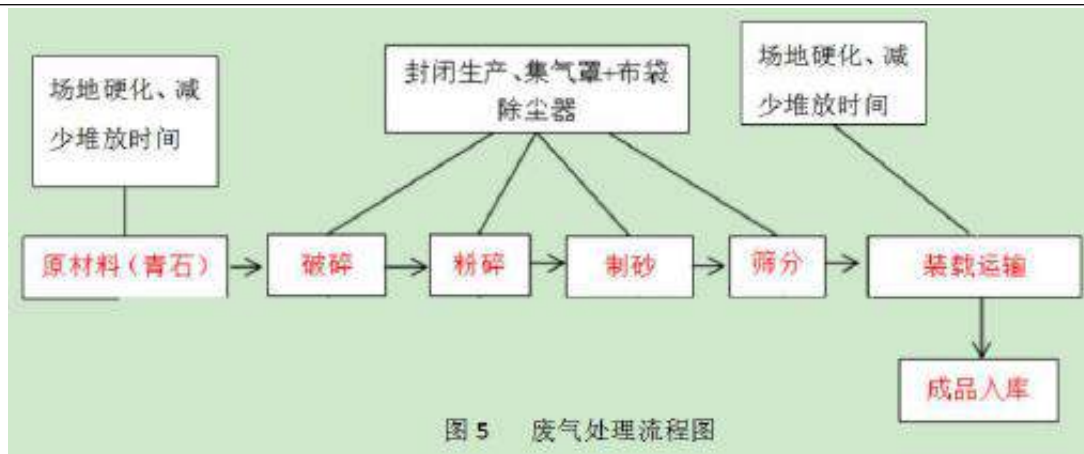 场地硬化、减
少堆放时间
封闭生产、集气罩+布袋
除尘器
场地硬化、减
少堆放时间
原材料（青石）
破碎
粉碎
制砂
筛分
装载运输
成品入库
图 5 废气处理流程图